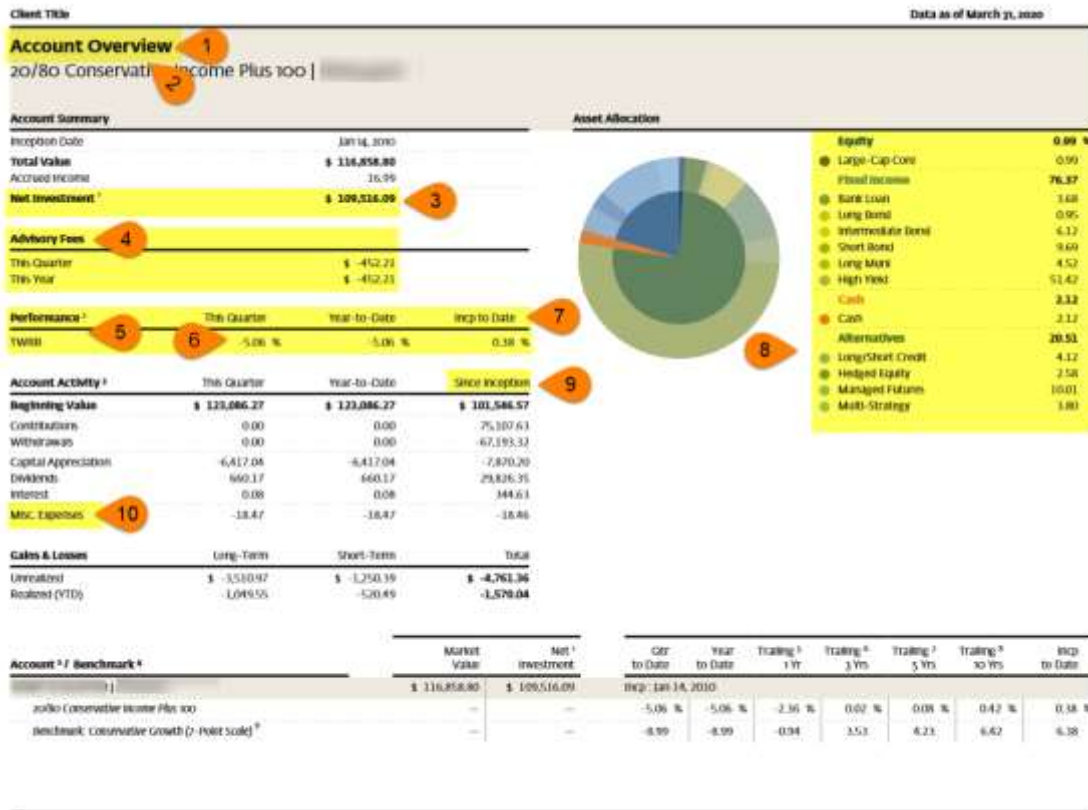 Client Title Data as of March 31, 2020
Account Overview 1
20/80 Conservati 2 ncome Plus 100 |
Account Summary
Inception Date Jan 14, 2010
Total Value $ 116,858.80
Accrued Income 16.99
Net Investment ¹ $ 109,516.09 3
Advisory Fees 4
This Quarter $ -452.21
This Year $ -452.21
Performance ² This Quarter Year-to-Date Incp to Date 7
TWRR 5 6 -5.06 % -5.06 % 0.38 %
Account Activity ³ This Quarter Year-to-Date Since Inception 9
Beginning Value $ 123,086.27 $ 123,086.27 $ 101,586.57
Contributions 0.00 0.00 75,107.63
Withdrawals 0.00 0.00 -67,193.32
Capital Appreciation -6,417.04 -6,417.04 -7,870.20
Dividends 660.17 660.17 29,826.35
Interest 0.08 0.08 344.63
Misc. Expenses 10 -18.47 -18.47 -18.46
Gains & Losses Long-Term Short-Term Total
Unrealized $ -3,510.97 $ -1,250.39 $ -4,761.36
Realized (YTD) -1,049.55 -520.49 -1,570.04
Asset Allocation
8
Equity 0.99 %
Large-Cap Core 0.99
Fixed Income 76.37
Bank Loan 3.68
Long Bond 0.95
Intermediate Bond 6.12
Short Bond 9.69
Long Muni 4.52
High Yield 51.42
Cash 2.12
Cash 2.12
Alternatives 20.51
Long/Short Credit 4.12
Hedged Equity 2.58
Managed Futures 10.01
Multi-Strategy 3.80
Account / Benchmark Market Value Net ¹ Investment Qtr to Date Year to Date Trailing 1 Yr Trailing 3 Yrs Trailing 5 Yrs Trailing 10 Yrs Incp to Date
| $ 116,858.80 $ 109,516.09 Incp : Jan 14, 2010
20/80 Conservative Income Plus 100 — — -5.06 % -5.06 % -2.36 % 0.02 % 0.08 % 0.42 % 0.38 %
Benchmark: Conservative Growth (7-Point Scale) — — -8.99 -8.99 -0.94 3.53 4.23 6.42 6.38